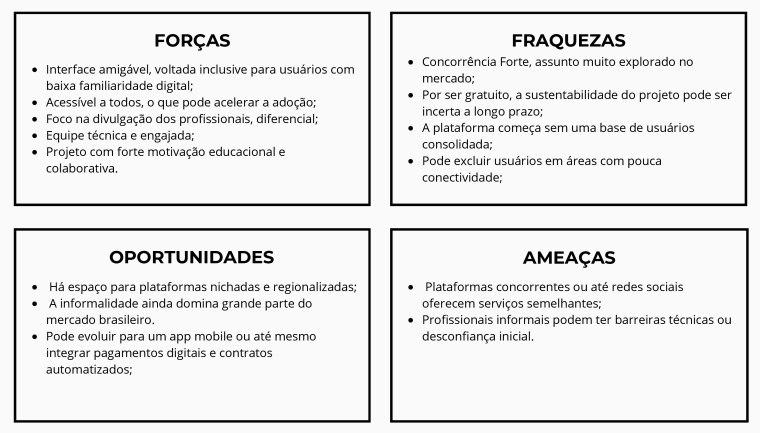 FORÇAS
• Interface amigável, voltada inclusive para usuários com
baixa familiaridade digital;
• Acessível a todos, o que pode acelerar a adoção;
• Foco na divulgação dos profissionais, diferencial;
• Equipe técnica e engajada;
• Projeto com forte motivação educacional e
colaborativa.
FRAQUEZAS
• Concorrência Forte, assunto muito explorado no
mercado;
• Por ser gratuito, a sustentabilidade do projeto pode ser
incerta a longo prazo;
• A plataforma começa sem uma base de usuários
consolidada;
• Pode excluir usuários em áreas com pouca
conectividade;
OPORTUNIDADES
• Há espaço para plataformas nichadas e regionalizadas;
• A informalidade ainda domina grande parte do
mercado brasileiro.
• Pode evoluir para um app mobile ou até mesmo
integrar pagamentos digitais e contratos
automatizados;
AMEAÇAS
• Plataformas concorrentes ou até redes sociais
oferecem serviços semelhantes;
• Profissionais informais podem ter barreiras técnicas ou
desconfiança inicial.